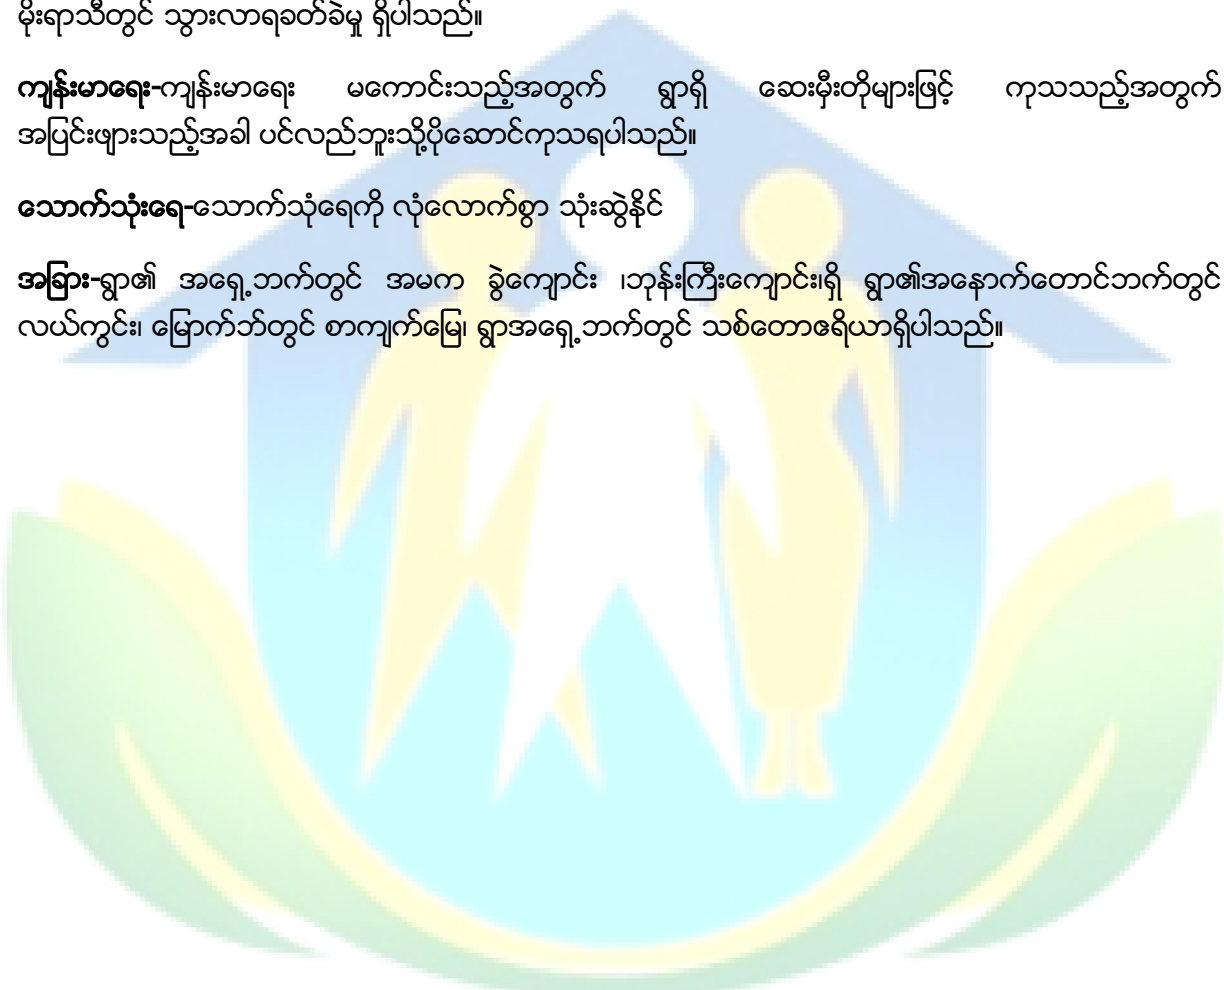 မိုးရာသီတွင် သွားလာရခတ်ခဲမှု ရှိပါသည်။
ကျန်းမာရေး-ကျန်းမာရေး မကောင်းသည့်အတွက် ရွာရှိ ဆေးမှီးတိုများဖြင့် ကုသသည့်အတွက်
အပြင်းဖျားသည့်အခါ ပင်လည်ဘူးသို့ပို့ဆောင်ကုသရပါသည်။
သောက်သုံးရေ-သောက်သုံရေကို လုံလောက်စွာ သုံးဆွဲနိုင်
အခြား-ရွာ၏ အရှေ့ဘက်တွင် အမက ခွဲကျောင်း ၊ဘုန်းကြီးကျောင်း၊ရှိ ရွာ၏အနောက်တောင်ဘက်တွင်
လယ်ကွင်း၊ မြောက်ဘ်တွင် စာကျက်မြေ၊ ရွာအရှေ့ဘက်တွင် သစ်တောဧရိယာရှိပါသည်။